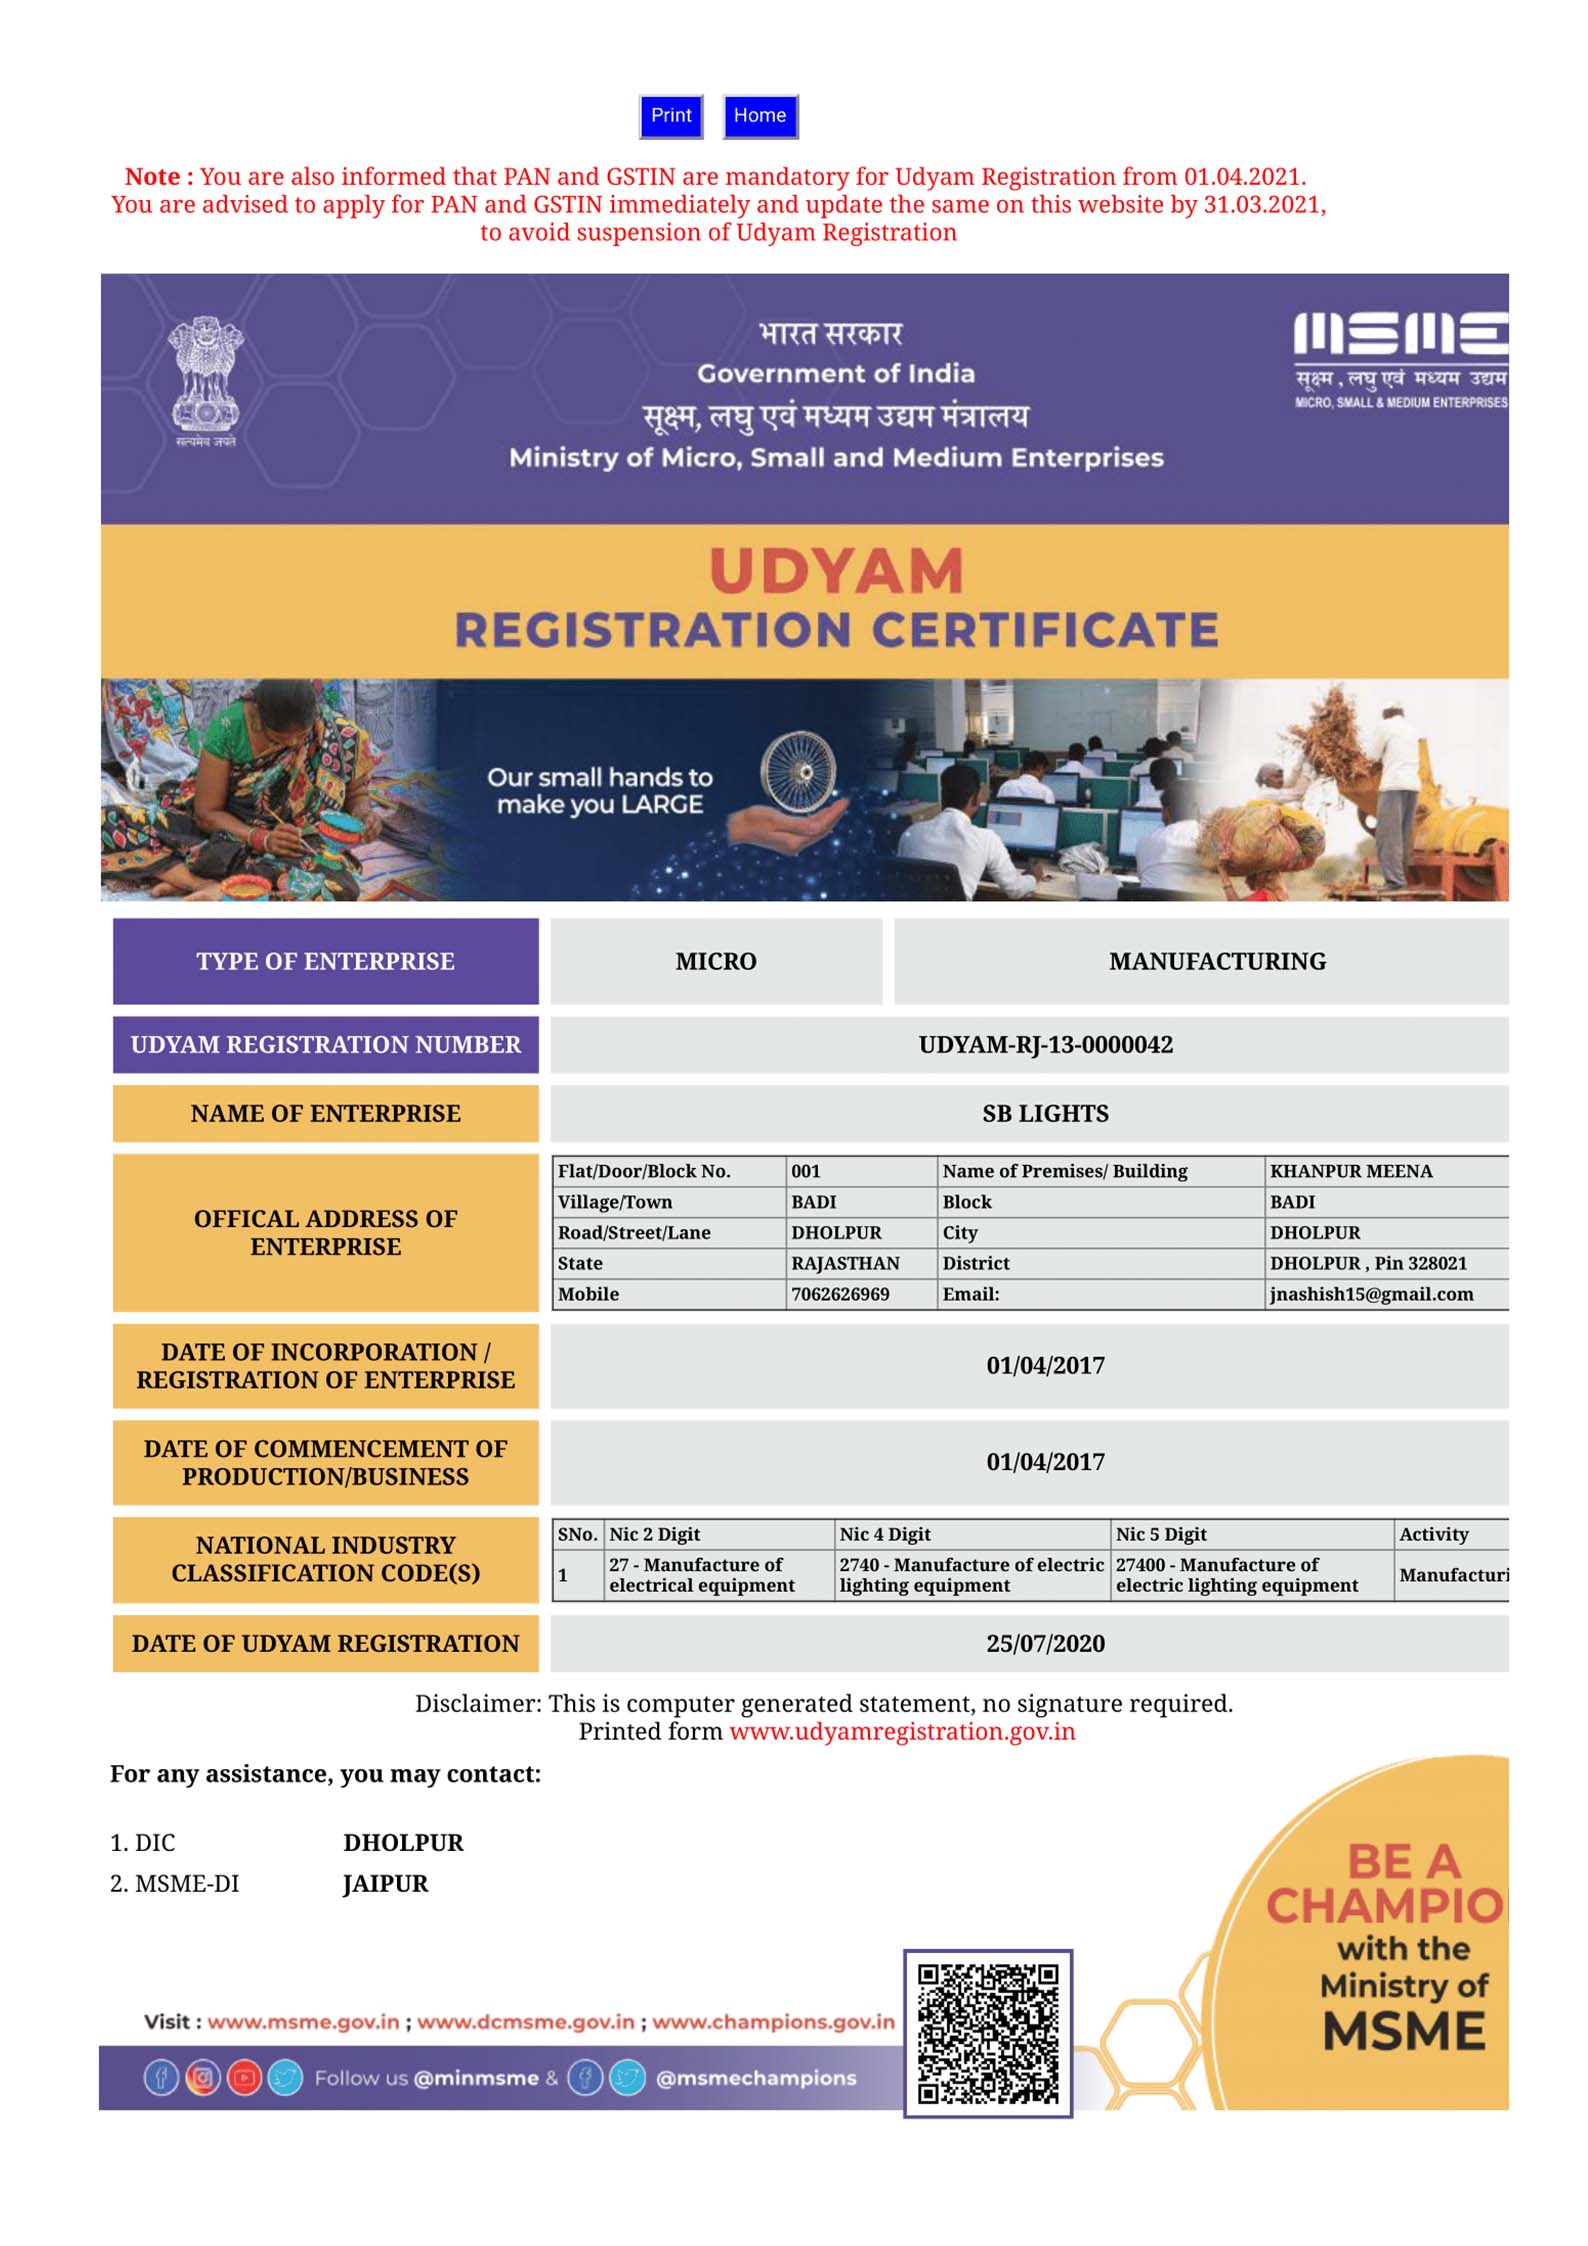 Print Home
Note : You are also informed that PAN and GSTIN are mandatory for Udyam Registration from 01.04.2021.
You are advised to apply for PAN and GSTIN immediately and update the same on this website by 31.03.2021,
to avoid suspension of Udyam Registration
सत्यमेव जयते
भारत सरकार
Government of India
सूक्ष्म, लघु एवं मध्यम उद्यम मंत्रालय
Ministry of Micro, Small and Medium Enterprises
MSME
सूक्ष्म , लघु एवं मध्यम उद्यम
MICRO, SMALL & MEDIUM ENTERPRISES
UDYAM
REGISTRATION CERTIFICATE
Our small hands to
make you LARGE
TYPE OF ENTERPRISE MICRO MANUFACTURING
UDYAM REGISTRATION NUMBER UDYAM-RJ-13-0000042
NAME OF ENTERPRISE SB LIGHTS
OFFICAL ADDRESS OF
ENTERPRISE
Flat/Door/Block No. 001 Name of Premises/ Building KHANPUR MEENA
Village/Town BADI Block BADI
Road/Street/Lane DHOLPUR City DHOLPUR
State RAJASTHAN District DHOLPUR , Pin 328021
Mobile 7062626969 Email: jnashish15@gmail.com
DATE OF INCORPORATION /
REGISTRATION OF ENTERPRISE
01/04/2017
DATE OF COMMENCEMENT OF
PRODUCTION/BUSINESS
01/04/2017
NATIONAL INDUSTRY
CLASSIFICATION CODE(S)
SNo. Nic 2 Digit Nic 4 Digit Nic 5 Digit Activity
1 27 - Manufacture of
electrical equipment
2740 - Manufacture of electric
lighting equipment
27400 - Manufacture of
electric lighting equipment
Manufacturi
DATE OF UDYAM REGISTRATION 25/07/2020
Disclaimer: This is computer generated statement, no signature required.
Printed form www.udyamregistration.gov.in
For any assistance, you may contact:
1. DIC DHOLPUR
2. MSME-DI JAIPUR
BE A
CHAMPIO
with the
Ministry of
MSME
Visit : www.msme.gov.in ; www.dcmsme.gov.in ; www.champions.gov.in
Follow us @minmsme & @msmechampions